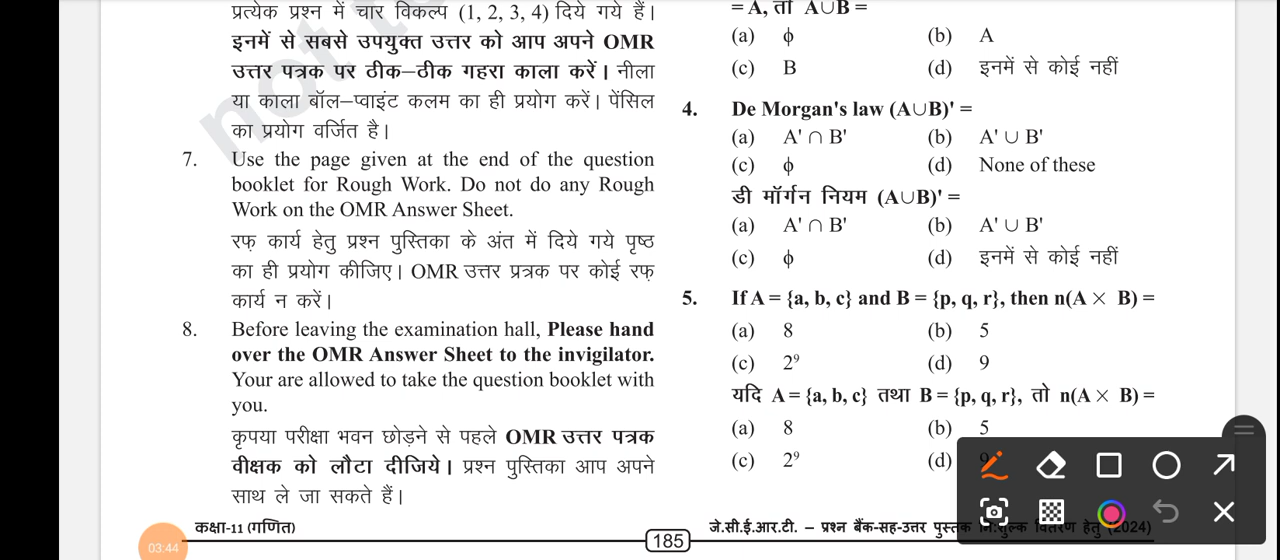 प्रत्येक प्रश्न में चार विकल्प (1, 2, 3, 4) दिये गये हैं।
इनमें से सबसे उपयुक्त उत्तर को आप अपने OMR
उत्तर पत्रक पर ठीक–ठीक गहरा काला करें। नीला
या काला बॉल–प्वाइंट कलम का ही प्रयोग करें। पेंसिल
का प्रयोग वर्जित है।
7. Use the page given at the end of the question
booklet for Rough Work. Do not do any Rough
Work on the OMR Answer Sheet.
रफ़ कार्य हेतु प्रश्न पुस्तिका के अंत में दिये गये पृष्ठ
का ही प्रयोग कीजिए। OMR उत्तर प्रत्रक पर कोई रफ़
कार्य न करें।
8. Before leaving the examination hall, Please hand
over the OMR Answer Sheet to the invigilator.
Your are allowed to take the question booklet with
you.
कृपया परीक्षा भवन छोड़ने से पहले OMR उत्तर पत्रक
वीक्षक को लौटा दीजिये। प्रश्न पुस्तिका आप अपने
साथ ले जा सकते हैं।
= A, तो A∪B =
(a) ϕ (b) A
(c) B (d) इनमें से कोई नहीं
4. De Morgan's law (A∪B)' =
(a) A' ∩ B' (b) A' ∪ B'
(c) ϕ (d) None of these
डी मॉर्गन नियम (A∪B)' =
(a) A' ∩ B' (b) A' ∪ B'
(c) ϕ (d) इनमें से कोई नहीं
5. If A = {a, b, c} and B = {p, q, r}, then n(A × B) =
(a) 8 (b) 5
(c) 2⁹ (d) 9
यदि A = {a, b, c} तथा B = {p, q, r}, तो n(A × B) =
(a) 8 (b) 5
(c) 2⁹ (d) 9
कक्षा-11 (गणित)
185
जे.सी.ई.आर.टी. – प्रश्न बैंक-सह-उत्तर पुस्तक निःशुल्क वितरण हेतु (2024)
03:44
not t